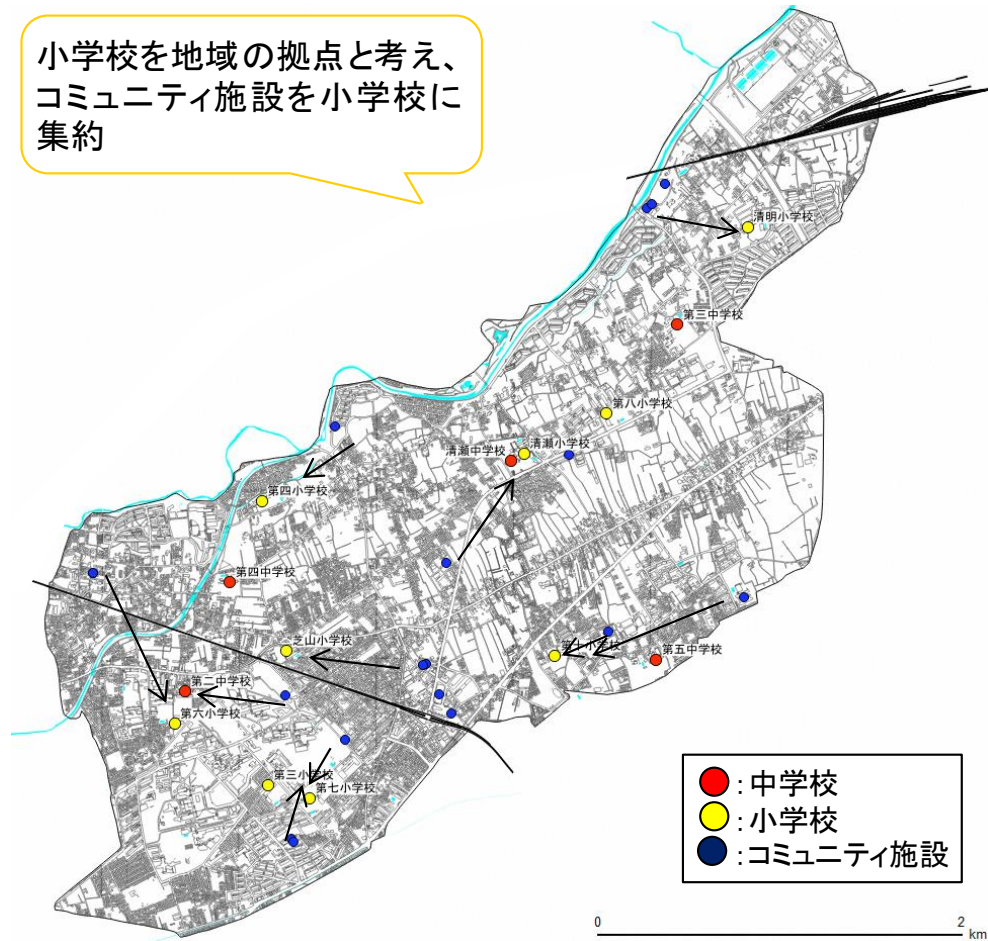 小学校を地域の拠点と考え、
コミュニティ施設を小学校に
集約
清明小学校
第三中学校
第八小学校
清瀬中学校
清瀬小学校
第四小学校
第四中学校
芝山小学校
第十小学校
第五中学校
第二中学校
第六小学校
第三小学校
第七小学校
：中学校
：小学校
：コミュニティ施設
0
2
km